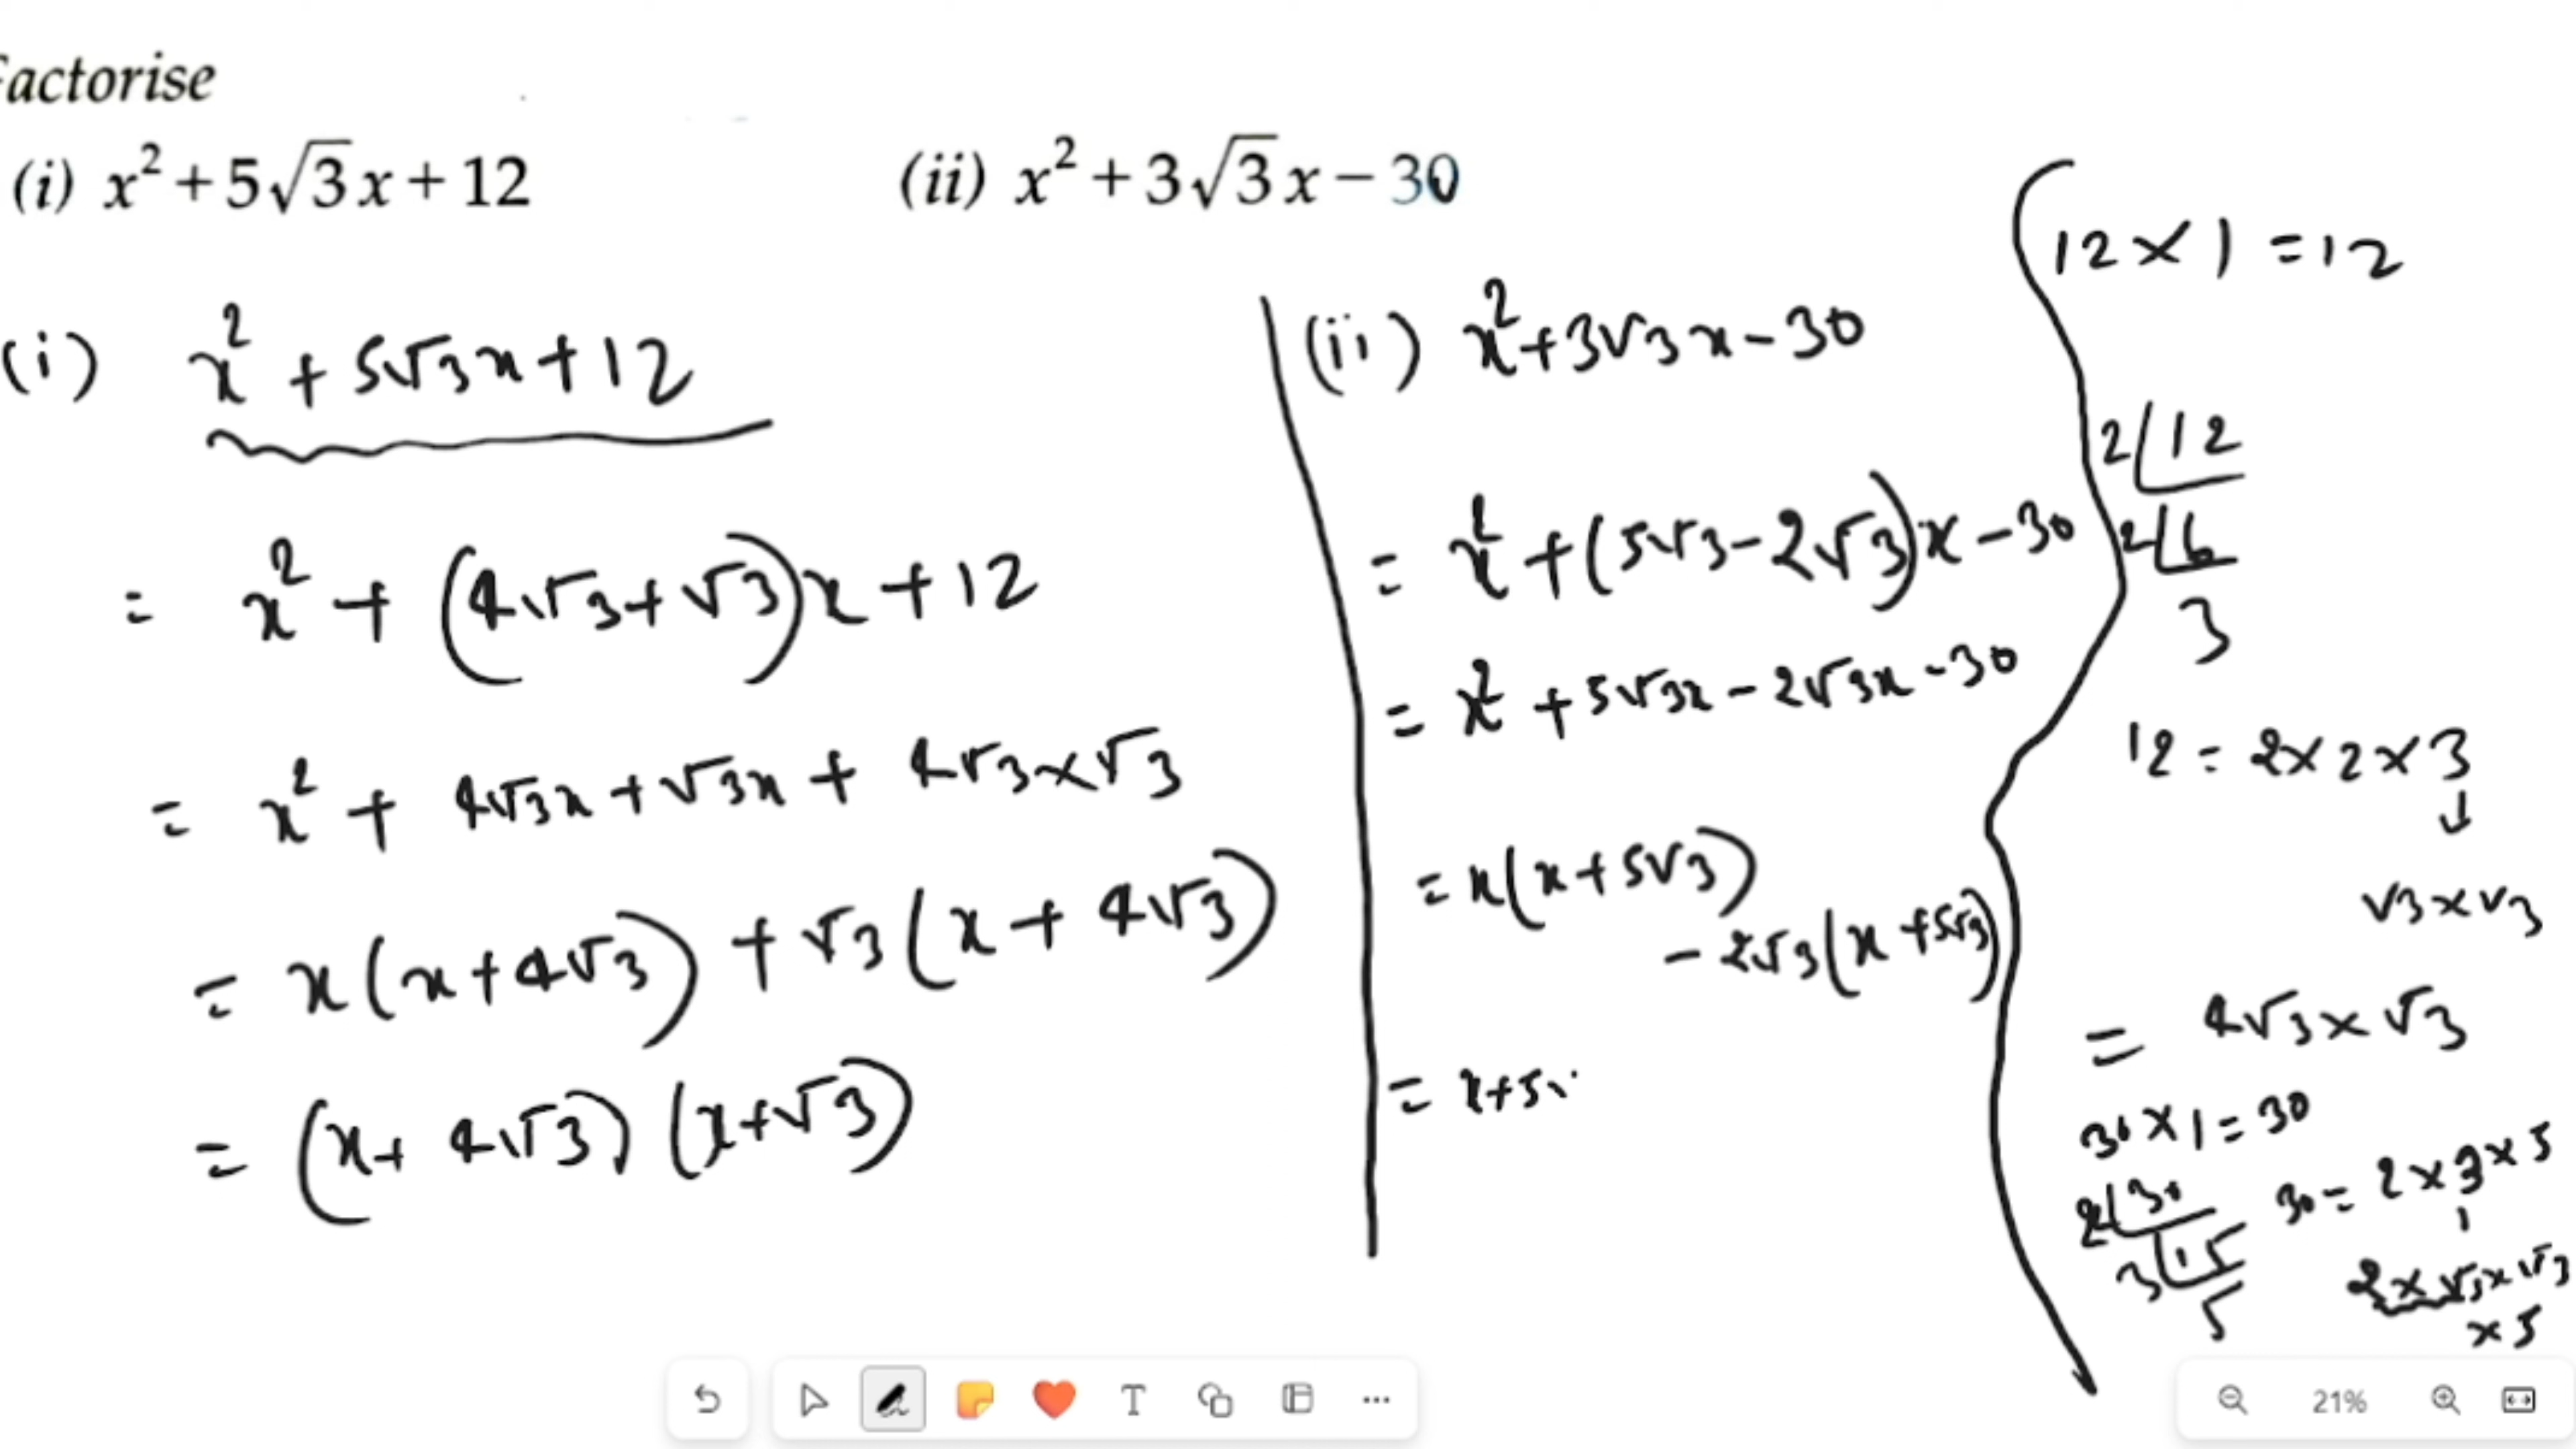 Factorise
(i) x² + 5√3x + 12
(ii) x² + 3√3x − 30
(i) x² + 5√3x + 12
= x² + (4√3 + √3)x + 12
= x² + 4√3x + √3x + 4√3 × √3
= x(x + 4√3) + √3(x + 4√3)
= (x + 4√3) (x + √3)
(ii) x² + 3√3x − 30
= x² + (5√3 − 2√3)x − 30
= x² + 5√3x − 2√3x − 30
= x(x + 5√3)
− 2√3(x + 5√3)
= x + 5√
12 × 1 = 12
2 12
2 6
3
12 = 2 × 2 × 3
↓
√3 × √3
= 4√3 × √3
30 × 1 = 30
2 30
3 15
5
30 = 2 × 3 × 5
2 × √3 × √3
× 5
T
21%